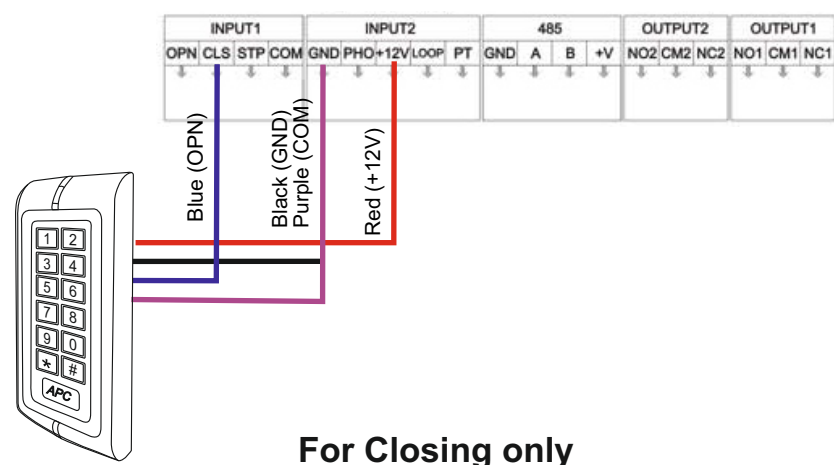 INPUT1 INPUT2 485 OUTPUT2 OUTPUT1
OPN CLS STP COM GND PHO +12V LOOP PT GND A B +V NO2 CM2 NC2 NO1 CM1 NC1
Blue (OPN)
Black (GND)
Purple (COM)
Red (+12V)
1 2
3 4
5 6
7 8
9 0
* #
APC
For Closing only